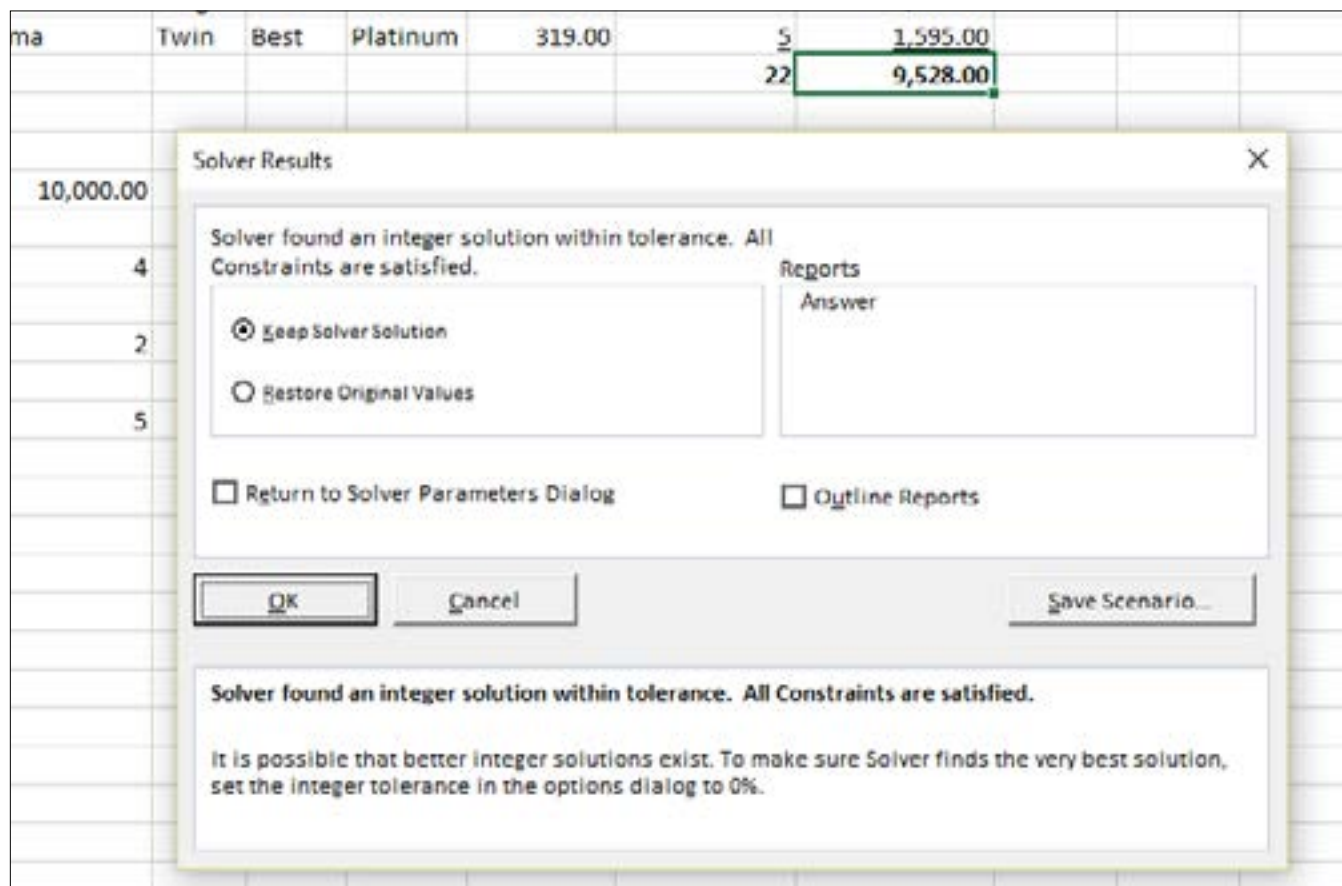 ma Twin Best Platinum 319.00 5 1,595.00
22 9,528.00
Solver Results
10,000.00
Solver found an integer solution within tolerance. All
Constraints are satisfied.
Reports
4
Answer
Keep Solver Solution
2
Restore Original Values
5
Return to Solver Parameters Dialog
Outline Reports
OK Cancel Save Scenario...
Solver found an integer solution within tolerance. All Constraints are satisfied.
It is possible that better integer solutions exist. To make sure Solver finds the very best solution,
set the integer tolerance in the options dialog to 0%.